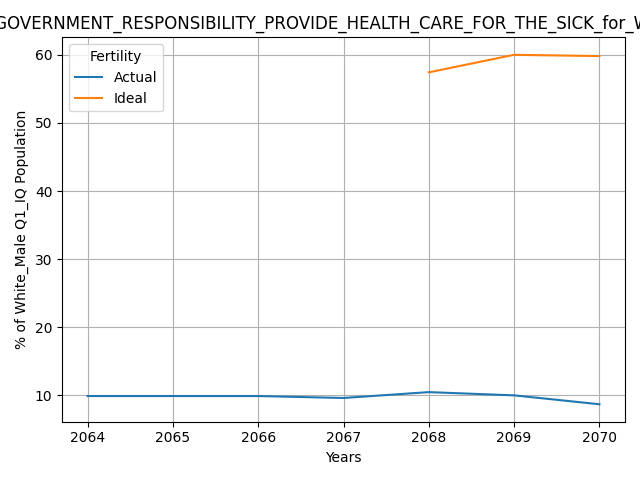 GOVERNMENT_RESPONSIBILITY_PROVIDE_HEALTH_CARE_FOR_THE_SICK_for_W
Fertility
Actual
Ideal
% of White_Male Q1_IQ Population
60
50
40
30
20
10
2064 2065 2066 2067 2068 2069 2070
Years